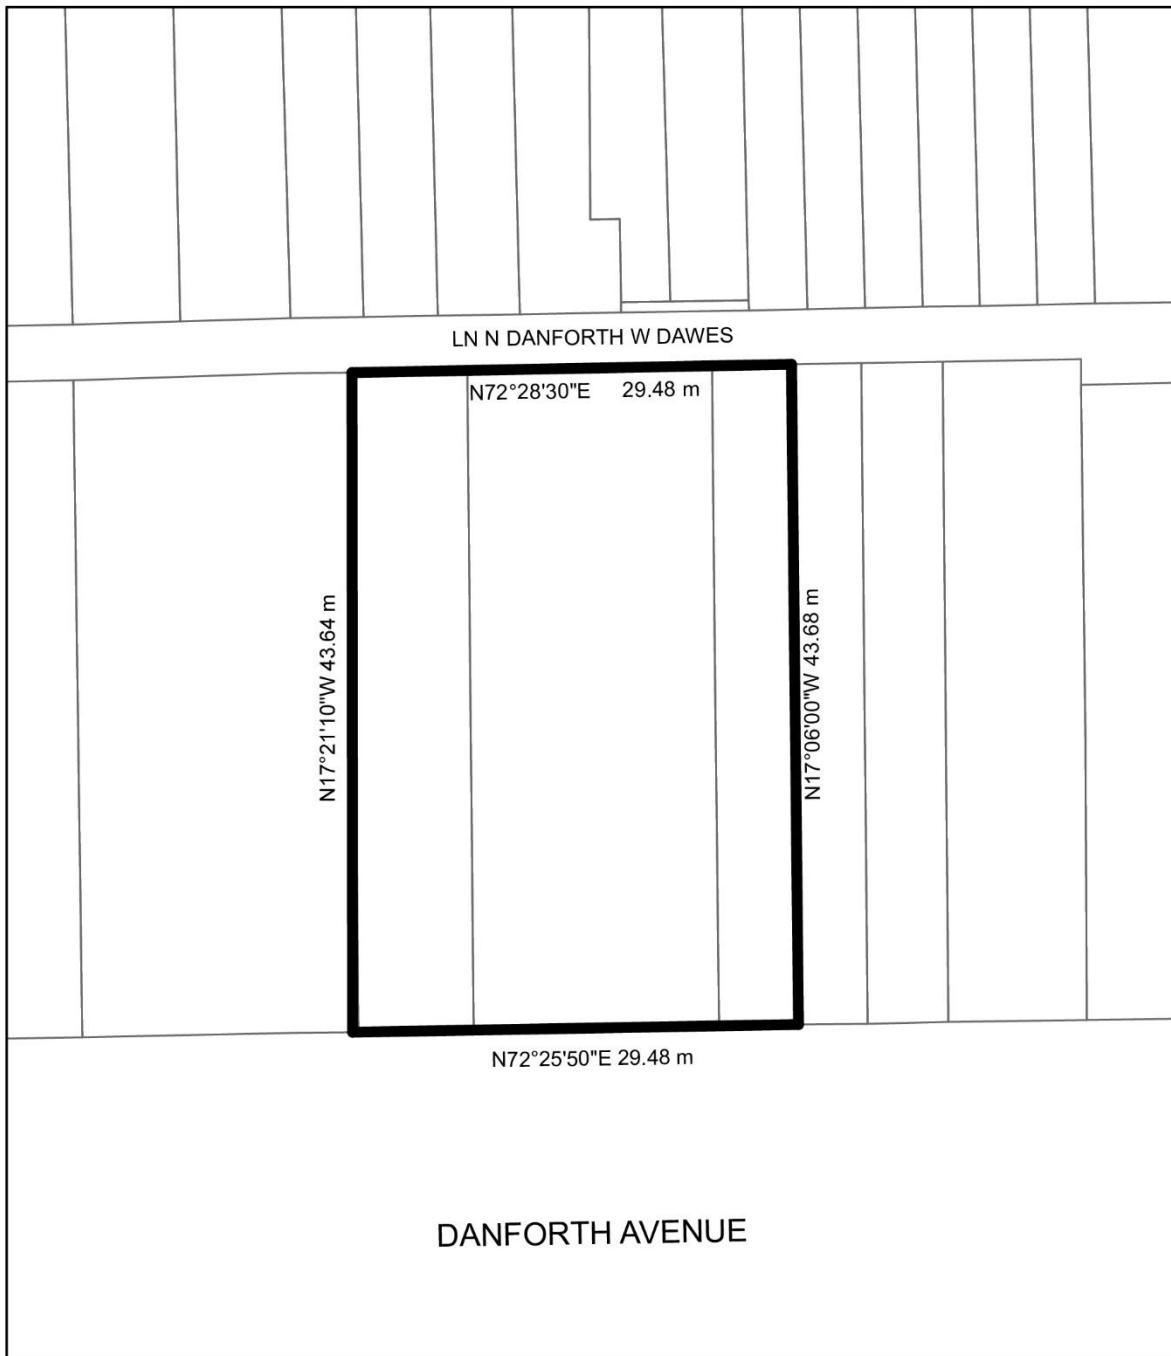 LN N DANFORTH W DAWES
N72°28'30"E 29.48 m
N17°21'10"W 43.64 m
N17°06'00"W 43.68 m
N72°25'50"E 29.48 m
DANFORTH AVENUE